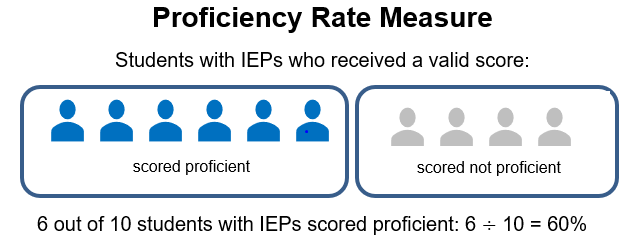 Proficiency Rate Measure
Students with IEPs who received a valid score:
scored proficient
scored not proficient
6 out of 10 students with IEPs scored proficient: 6 ÷ 10 = 60%